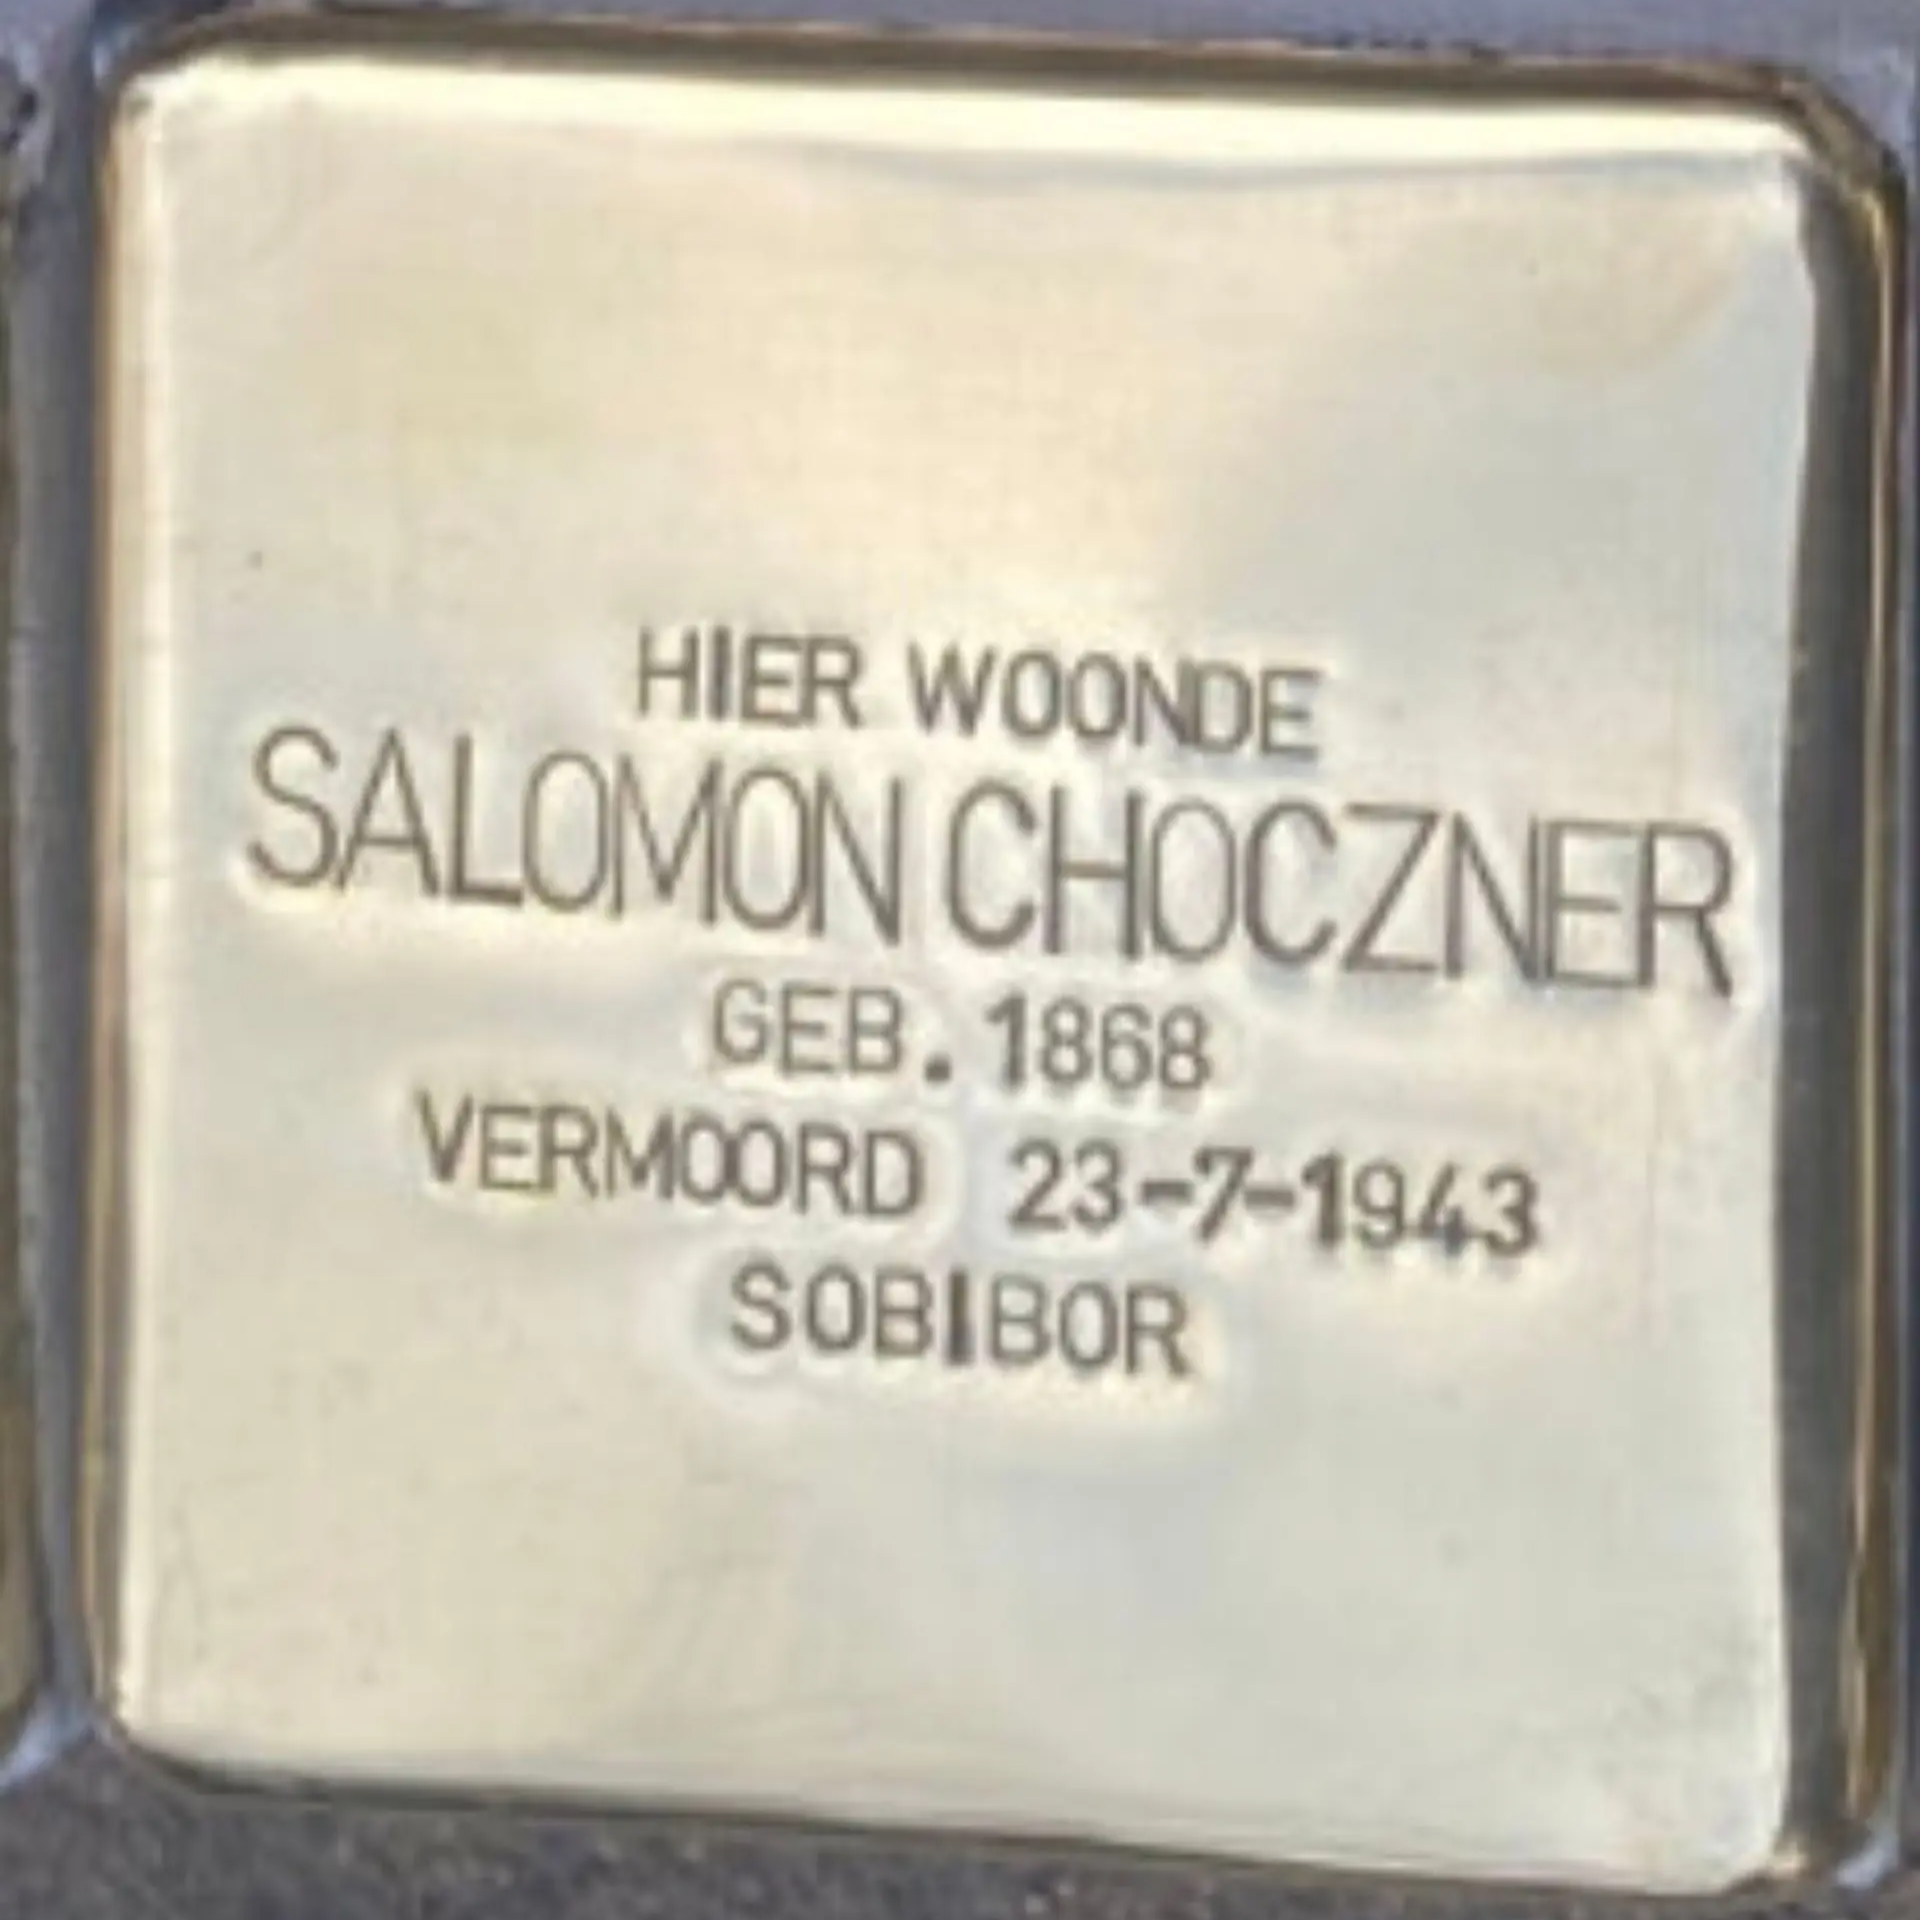 HIER WOONDE
SALOMON CHOCZNER
GEB. 1868
VERMOORD 23-7-1943
SOBIBOR